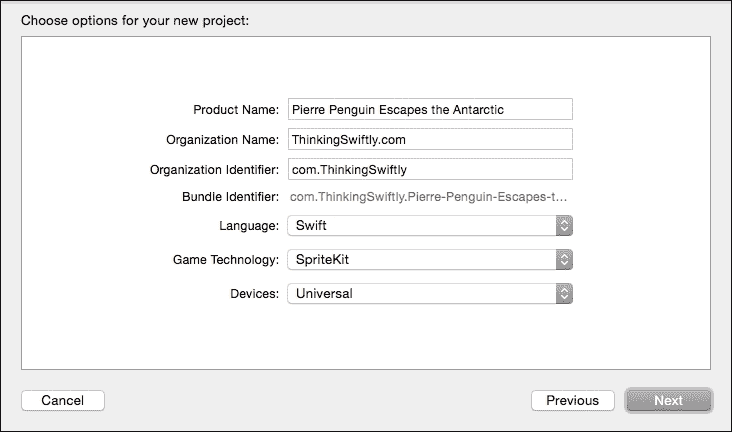 Choose options for your new project:
Product Name: Pierre Penguin Escapes the Antarctic
Organization Name: ThinkingSwiftly.com
Organization Identifier: com.ThinkingSwiftly
Bundle Identifier: com.ThinkingSwiftly.Pierre-Penguin-Escapes-t...
Language: Swift
Game Technology: SpriteKit
Devices: Universal
Cancel Previous Next